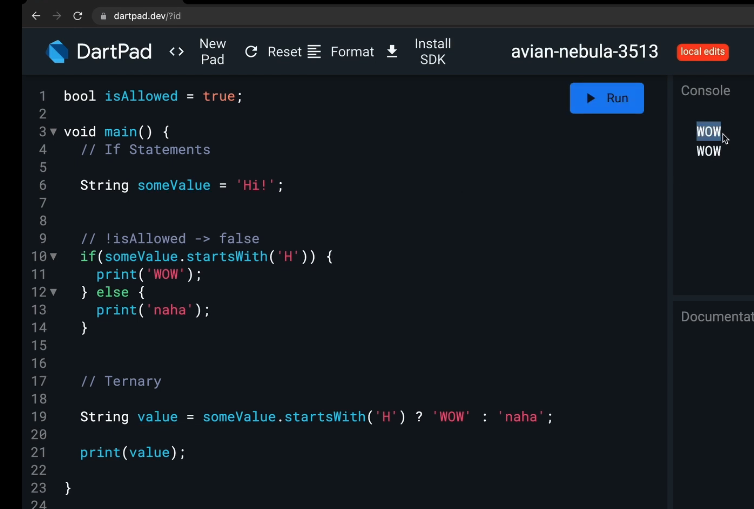 dartpad.dev/?id
DartPad <> New Pad Reset Format Install SDK avian-nebula-3513 local edits
1 bool isAllowed = true;
2
3 void main() {
4 // If Statements
5
6 String someValue = 'Hi!';
7
8
9 // !isAllowed -> false
10 if(someValue.startsWith('H')) {
11 print('WOW');
12 } else {
13 print('naha');
14 }
15
16
17 // Ternary
18
19 String value = someValue.startsWith('H') ? 'WOW' : 'naha';
20
21 print(value);
22
23 }
24
Run
Console
WOW
WOW
Documentat